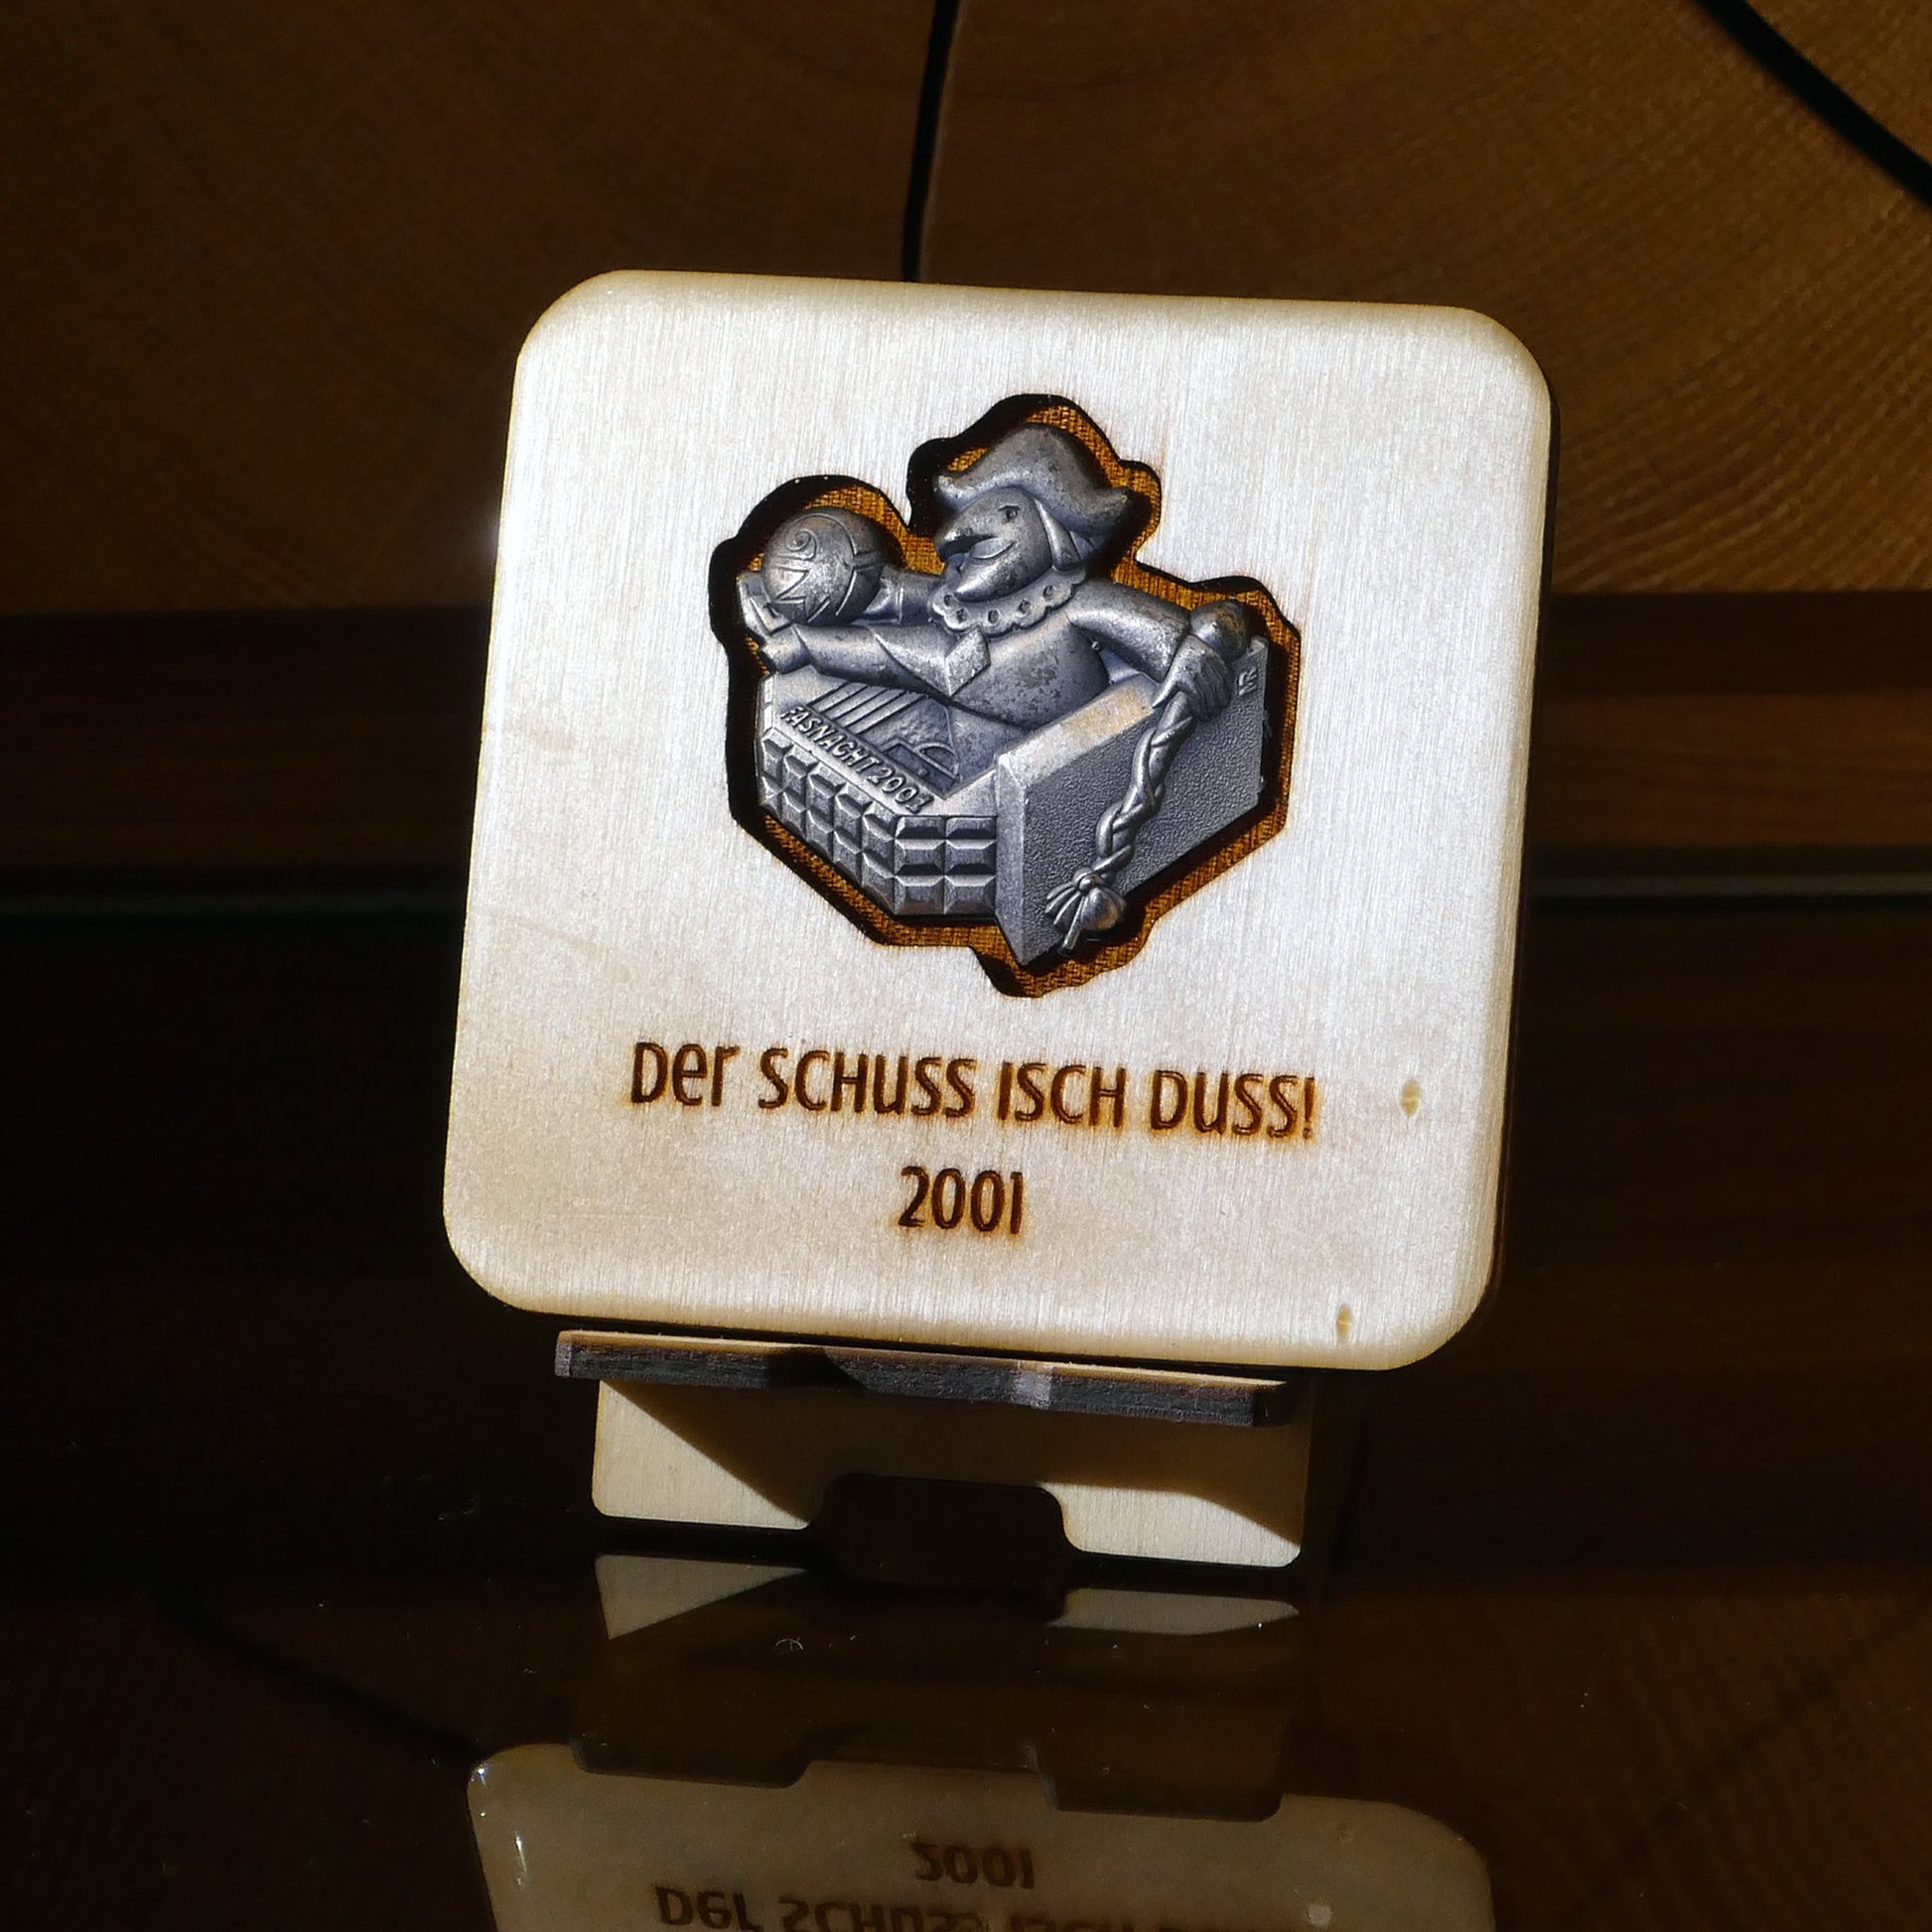 FASNACHT 2001
Der SCHUSS ISCH DUSS!
2001